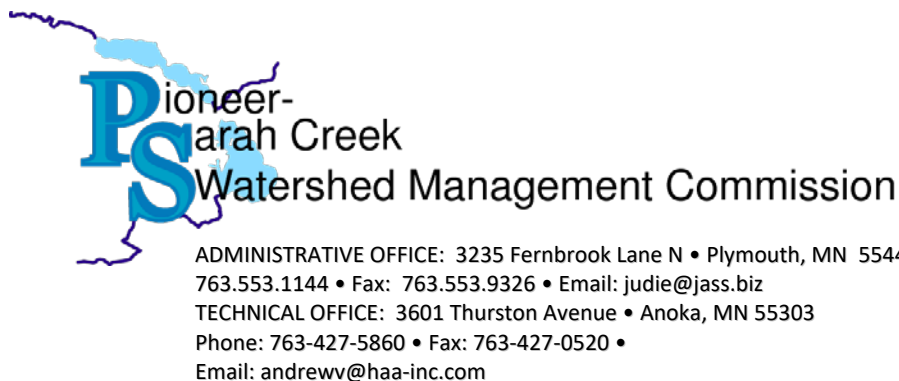 Pioneer-
Sarah Creek
Watershed Management Commission
ADMINISTRATIVE OFFICE: 3235 Fernbrook Lane N • Plymouth, MN 5544
763.553.1144 • Fax: 763.553.9326 • Email: judie@jass.biz
TECHNICAL OFFICE: 3601 Thurston Avenue • Anoka, MN 55303
Phone: 763-427-5860 • Fax: 763-427-0520 •
Email: andrewv@haa-inc.com